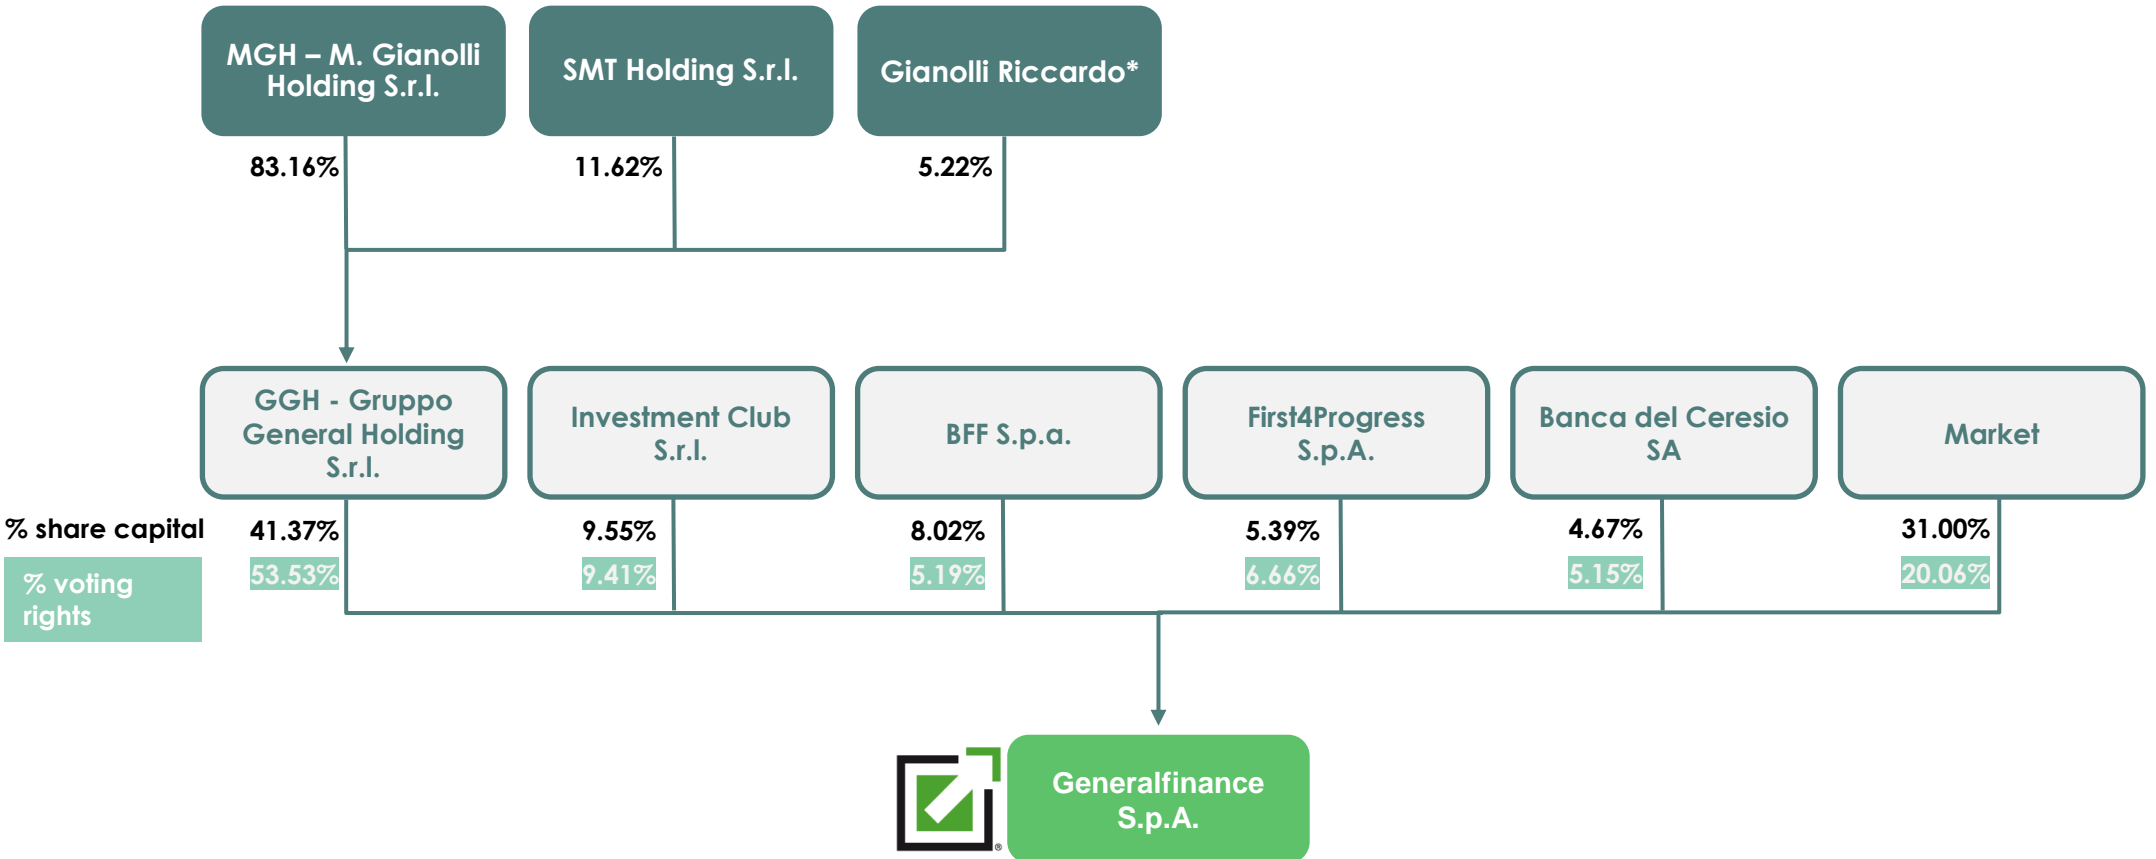 MGH – M. Gianolli
Holding S.r.l.
SMT Holding S.r.l.
Gianolli Riccardo*
83.16%
11.62%
5.22%
GGH - Gruppo
General Holding
S.r.l.
Investment Club
S.r.l.
BFF S.p.a.
First4Progress
S.p.A.
Banca del Ceresio
SA
Market
% share capital
41.37%
9.55%
8.02%
5.39%
4.67%
31.00%
% voting
rights
53.53%
9.41%
5.19%
6.66%
5.15%
20.06%
Generalfinance
S.p.A.
®